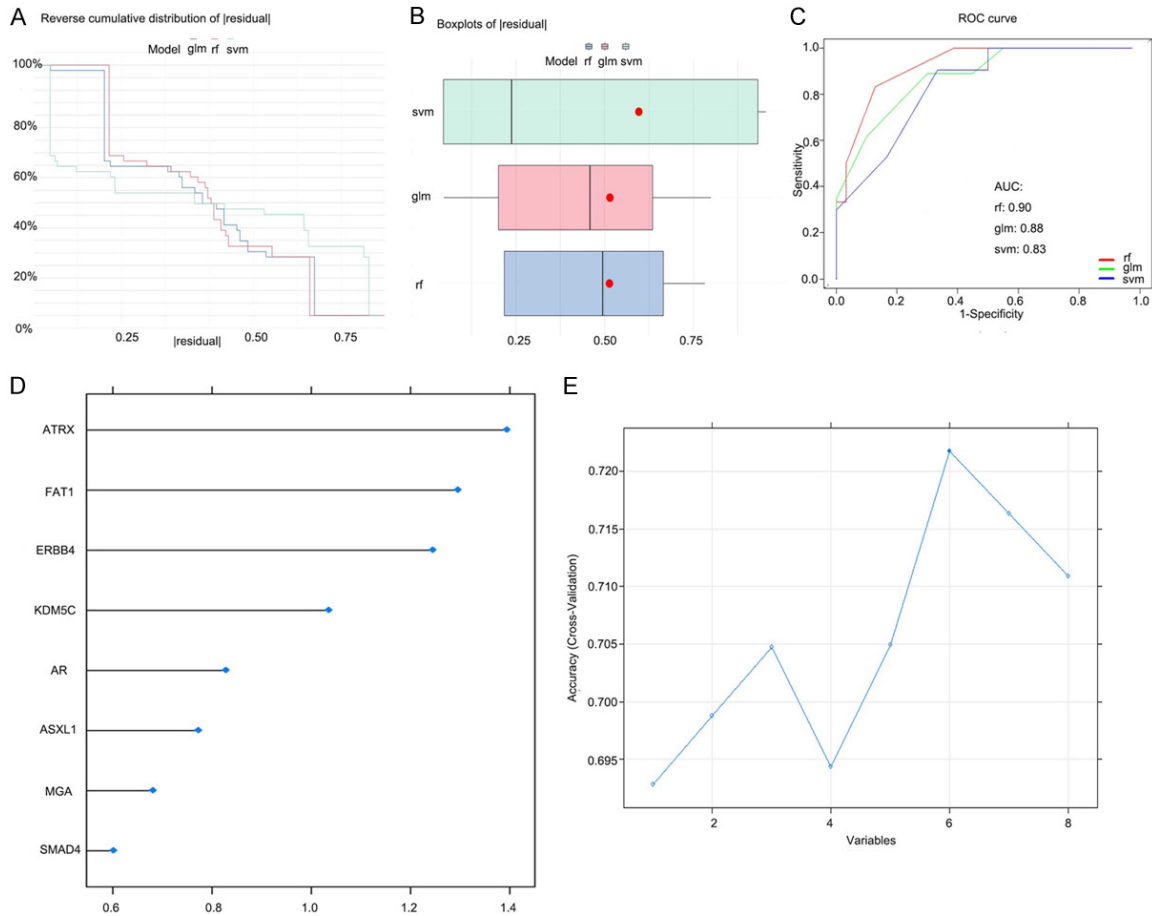 A
Reverse cumulative distribution of |residual|
Model glm rf svm
100%
80%
60%
40%
20%
0%
0.25 0.50 0.75
|residual|
B
Boxplots of |residual|
Model rf glm svm
svm
glm
rf
0.25 0.50 0.75
C
ROC curve
Sensitivity
1.0
0.8
0.6
0.4
0.2
0.0
AUC:
rf: 0.90
glm: 0.88
svm: 0.83
rf
glm
svm
0.0 0.2 0.4 0.6 0.8 1.0
1-Specificity
D
ATRX
FAT1
ERBB4
KDM5C
AR
ASXL1
MGA
SMAD4
0.6 0.8 1.0 1.2 1.4
E
Accuracy (Cross-Validation)
0.720
0.715
0.710
0.705
0.700
0.695
2 4 6 8
Variables